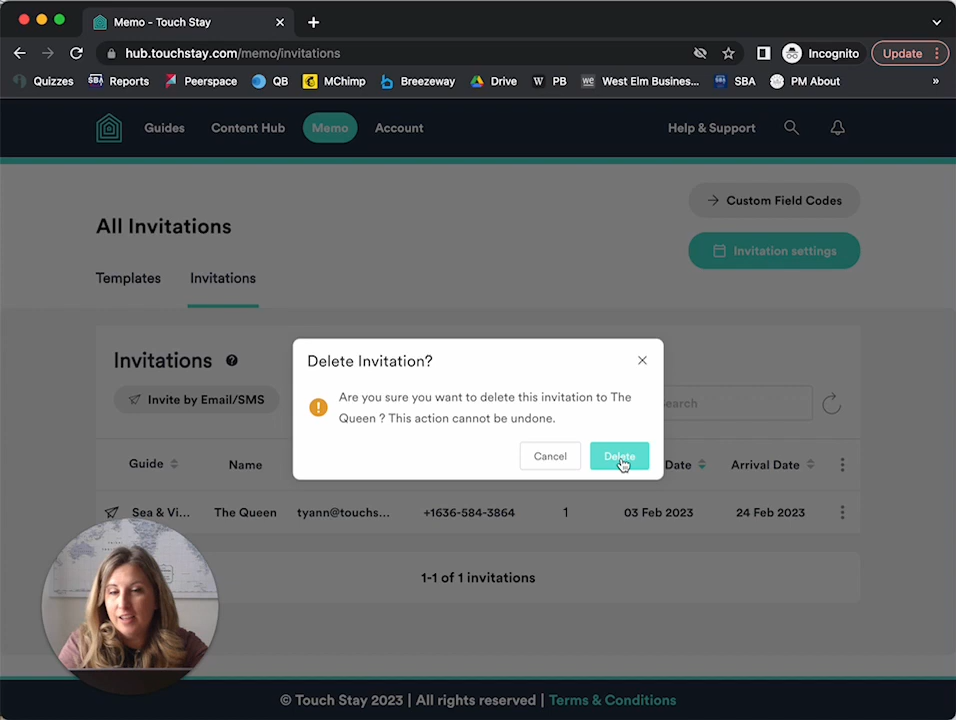 Memo - Touch Stay
hub.touchstay.com/memo/invitations
Incognito
Update
Quizzes
SBA Reports
Peerspace
QB
MChimp
Breezeway
Drive
W PB
we West Elm Busines...
SBA
PM About
»
Guides
Content Hub
Memo
Account
Help & Support
All Invitations
Custom Field Codes
Invitation settings
Templates
Invitations
Invitations ?
Invite by Email/SMS
Search
Delete Invitation?
Are you sure you want to delete this invitation to The
Queen ? This action cannot be undone.
Cancel
Delete
Guide
Name
Date
Arrival Date
Sea & Vi...
The Queen
tyann@touchs...
+1636-584-3864
1
03 Feb 2023
24 Feb 2023
1-1 of 1 invitations
© Touch Stay 2023 | All rights reserved | Terms & Conditions